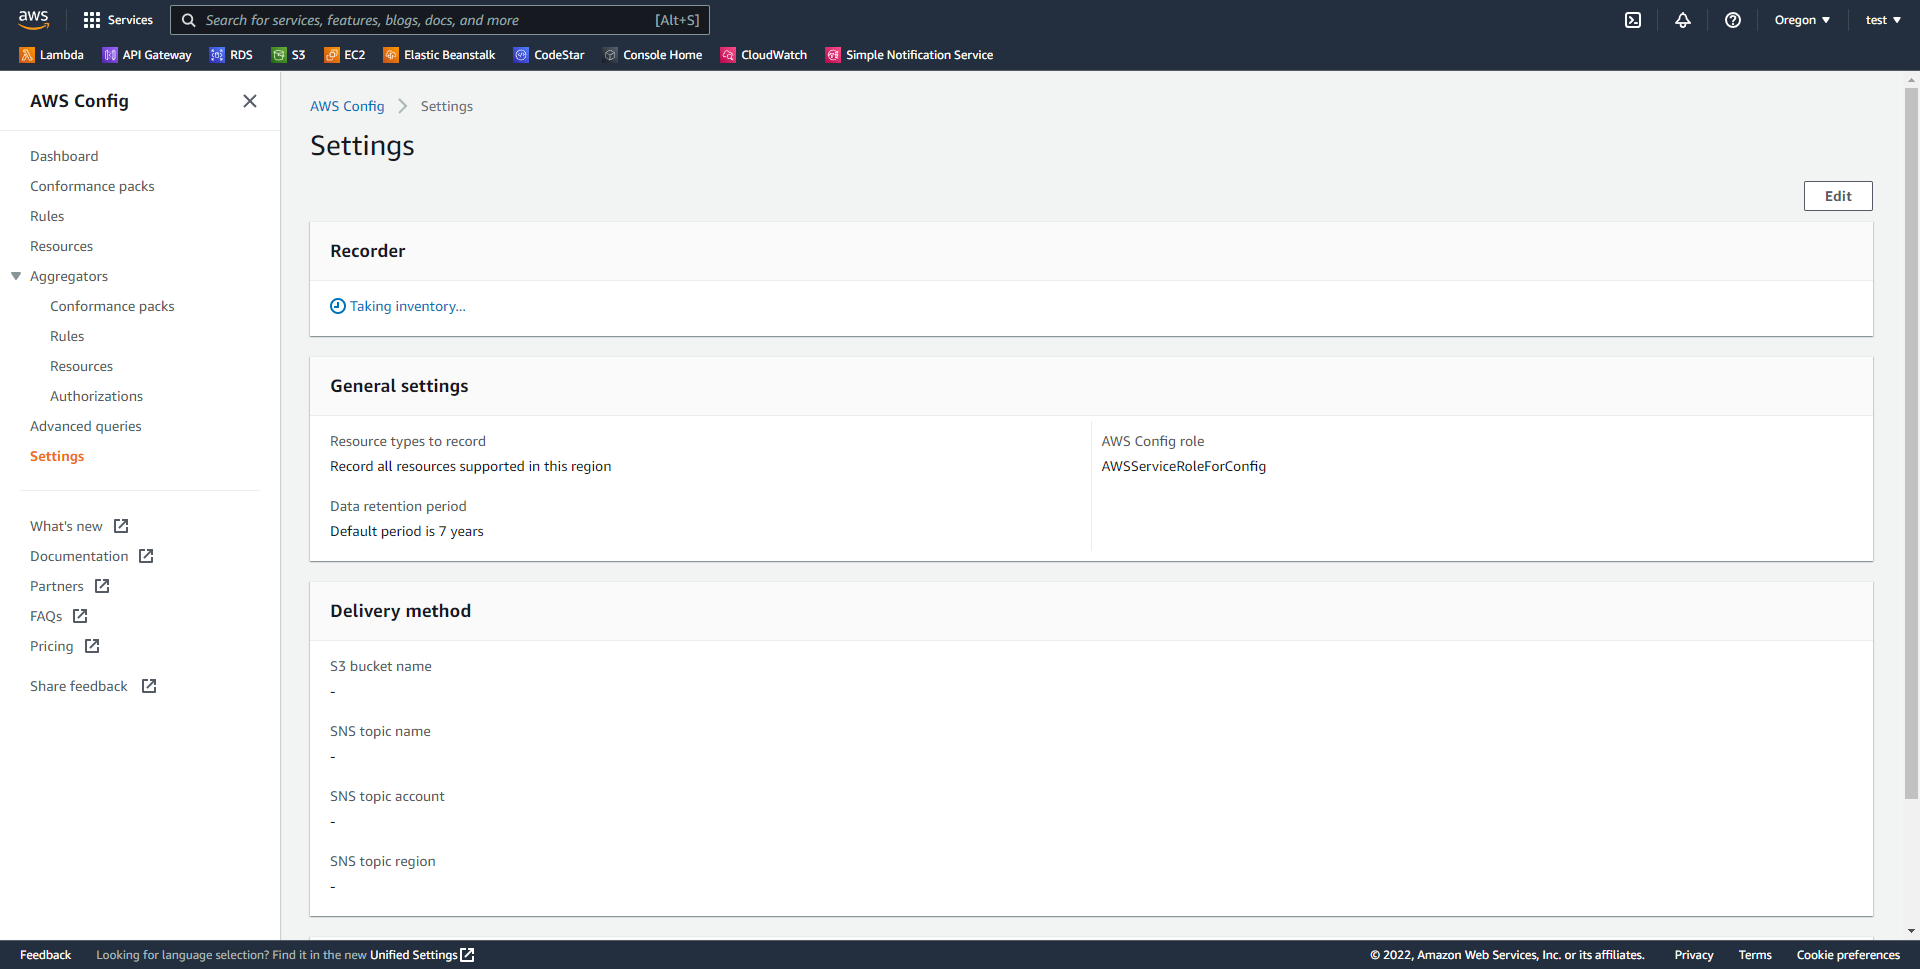 aws
Services
Search for services, features, blogs, docs, and more [Alt+S]
Oregon ▼
test ▼
Lambda
API Gateway
RDS
S3
EC2
Elastic Beanstalk
CodeStar
Console Home
CloudWatch
Simple Notification Service
AWS Config
Dashboard
Conformance packs
Rules
Resources
Aggregators
Conformance packs
Rules
Resources
Authorizations
Advanced queries
Settings
What's new
Documentation
Partners
FAQs
Pricing
Share feedback
AWS Config > Settings
Settings
Edit
Recorder
Taking inventory...
General settings
Resource types to record
Record all resources supported in this region
Data retention period
Default period is 7 years
AWS Config role
AWSServiceRoleForConfig
Delivery method
S3 bucket name
-
SNS topic name
-
SNS topic account
-
SNS topic region
-
Feedback
Looking for language selection? Find it in the new Unified Settings
© 2022, Amazon Web Services, Inc. or its affiliates.
Privacy
Terms
Cookie preferences